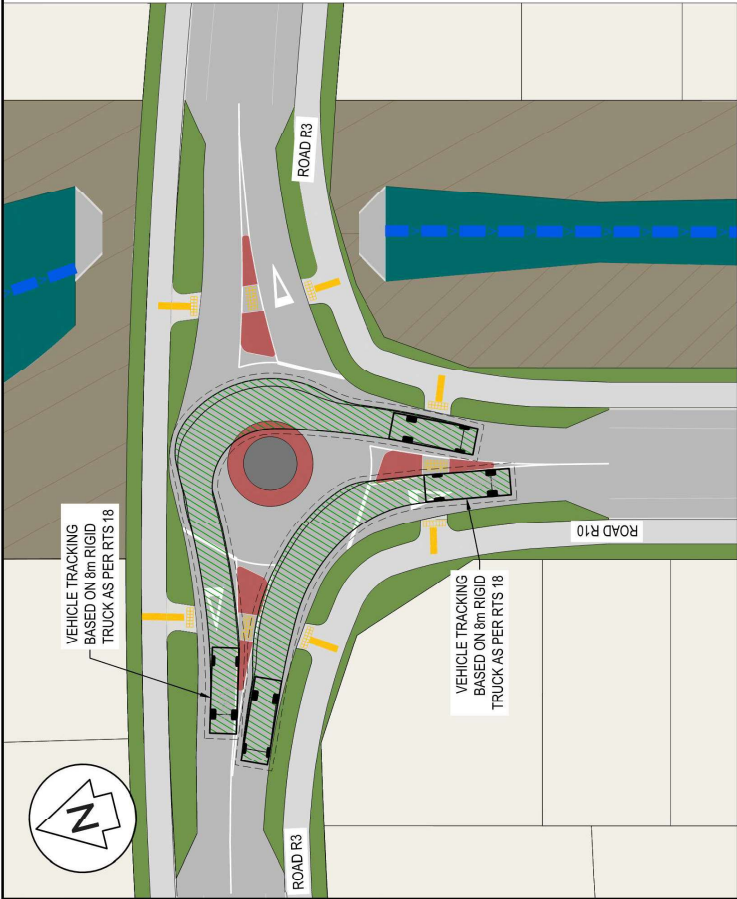 ROAD R3
VEHICLE TRACKING
BASED ON 8m RIGID
TRUCK AS PER RTS 18
ROAD R10
VEHICLE TRACKING
BASED ON 8m RIGID
TRUCK AS PER RTS 18
N
ROAD R3